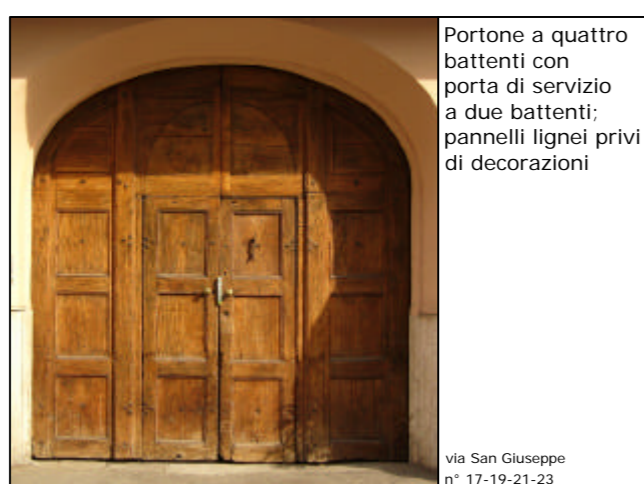 Portone a quattro
battenti con
porta di servizio
a due battenti;
pannelli lignei privi
di decorazioni
via San Giuseppe
n° 17-19-21-23